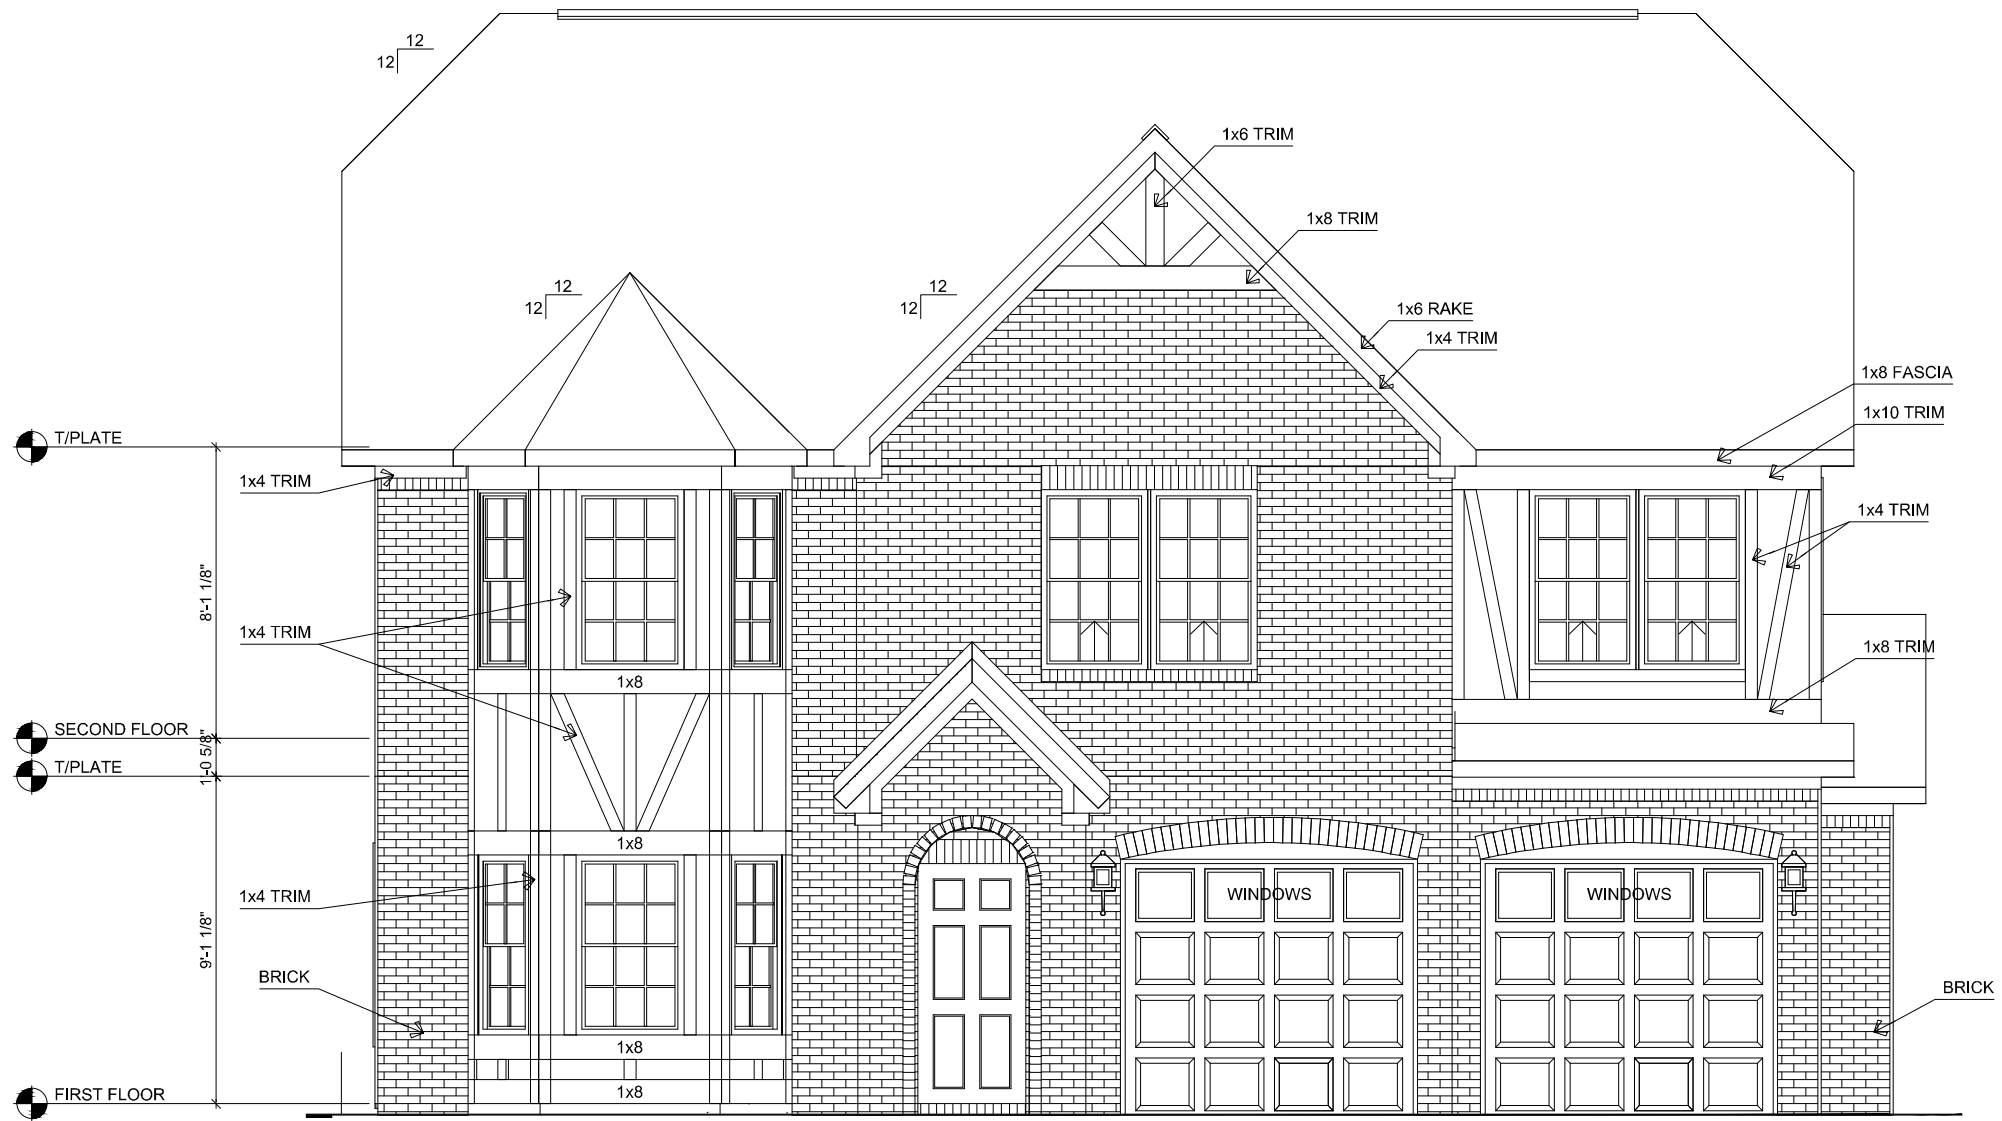 12
12
1x6 TRIM
1x8 TRIM
12
12
12
12
1x6 RAKE
1x4 TRIM
1x8 FASCIA
1x10 TRIM
T/PLATE
1x4 TRIM
1x4 TRIM
8'-1 1/8"
1x4 TRIM
1x8 TRIM
1x8
SECOND FLOOR
1'-0 5/8"
T/PLATE
1x8
1x4 TRIM
WINDOWS
WINDOWS
9'-1 1/8"
BRICK
BRICK
1x8
1x8
FIRST FLOOR